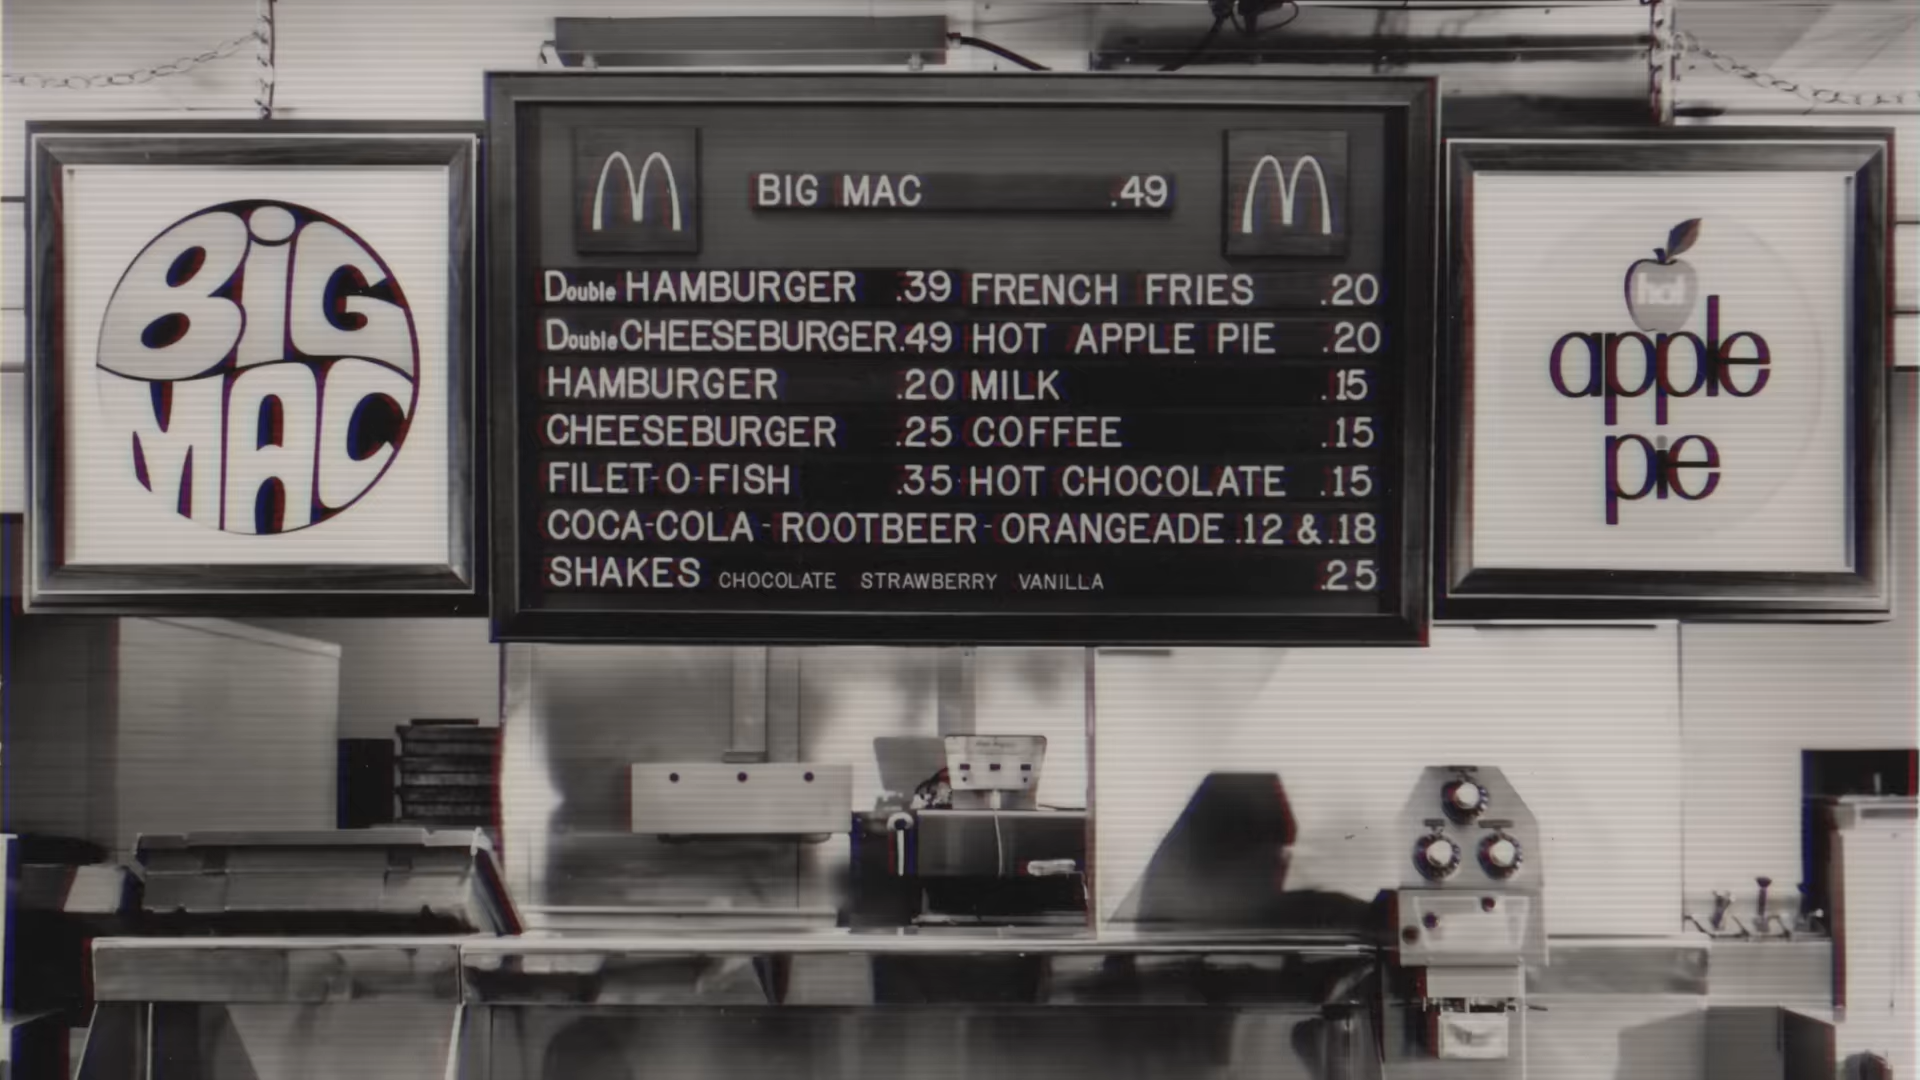 BiG
MAC
BIG MAC .49
Double HAMBURGER .39
Double CHEESEBURGER .49
HAMBURGER .20
CHEESEBURGER .25
FILET-O-FISH .35
FRENCH FRIES .20
HOT APPLE PIE .20
MILK .15
COFFEE .15
HOT CHOCOLATE .15
COCA-COLA - ROOTBEER - ORANGEADE .12 & .18
SHAKES CHOCOLATE STRAWBERRY VANILLA .25
hot
apple
pie